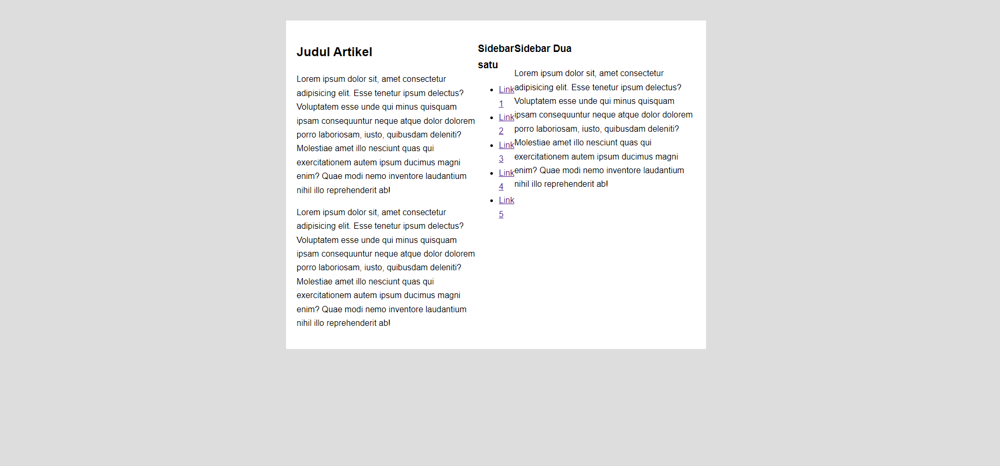 Judul Artikel
Lorem ipsum dolor sit, amet consectetur
adipisicing elit. Esse tenetur ipsum delectus?
Voluptatem esse unde qui minus quisquam
ipsam consequuntur neque atque dolor dolorem
porro laboriosam, iusto, quibusdam deleniti?
Molestiae amet illo nesciunt quas qui
exercitationem autem ipsum ducimus magni
enim? Quae modi nemo inventore laudantium
nihil illo reprehenderit ab!
Lorem ipsum dolor sit, amet consectetur
adipisicing elit. Esse tenetur ipsum delectus?
Voluptatem esse unde qui minus quisquam
ipsam consequuntur neque atque dolor dolorem
porro laboriosam, iusto, quibusdam deleniti?
Molestiae amet illo nesciunt quas qui
exercitationem autem ipsum ducimus magni
enim? Quae modi nemo inventore laudantium
nihil illo reprehenderit ab!
Sidebar
satu
Link
1
Link
2
Link
3
Link
4
Link
5
Sidebar Dua
Lorem ipsum dolor sit, amet consectetur
adipisicing elit. Esse tenetur ipsum delectus?
Voluptatem esse unde qui minus quisquam
ipsam consequuntur neque atque dolor dolorem
porro laboriosam, iusto, quibusdam deleniti?
Molestiae amet illo nesciunt quas qui
exercitationem autem ipsum ducimus magni
enim? Quae modi nemo inventore laudantium
nihil illo reprehenderit ab!